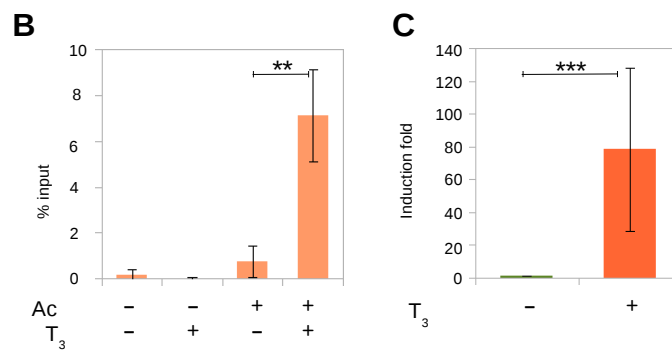 B
10
8
6
4
2
0
% input
**
Ac − − + +
T3 − + − +
C
140
120
100
80
60
40
20
0
Induction fold
***
T3 − +